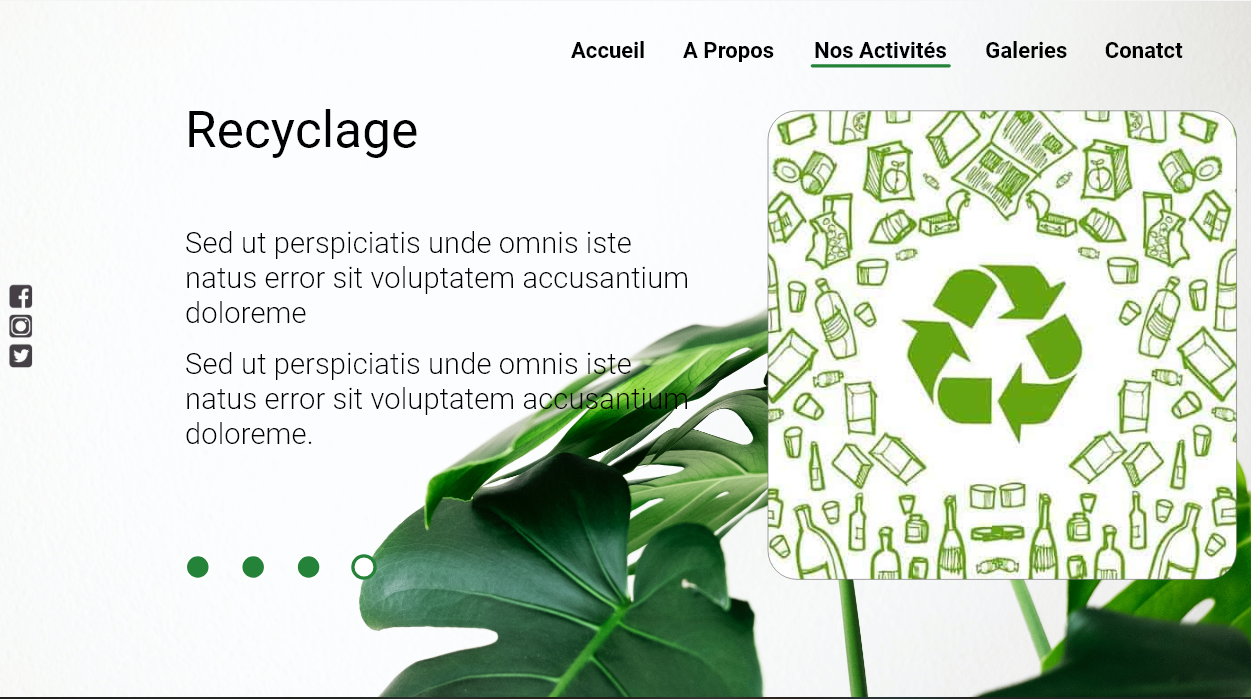 Accueil A Propos Nos Activités Galeries Conatct
Recyclage
Sed ut perspiciatis unde omnis iste
natus error sit voluptatem accusantium
doloreme
Sed ut perspiciatis unde omnis iste
natus error sit voluptatem accusantium
doloreme.